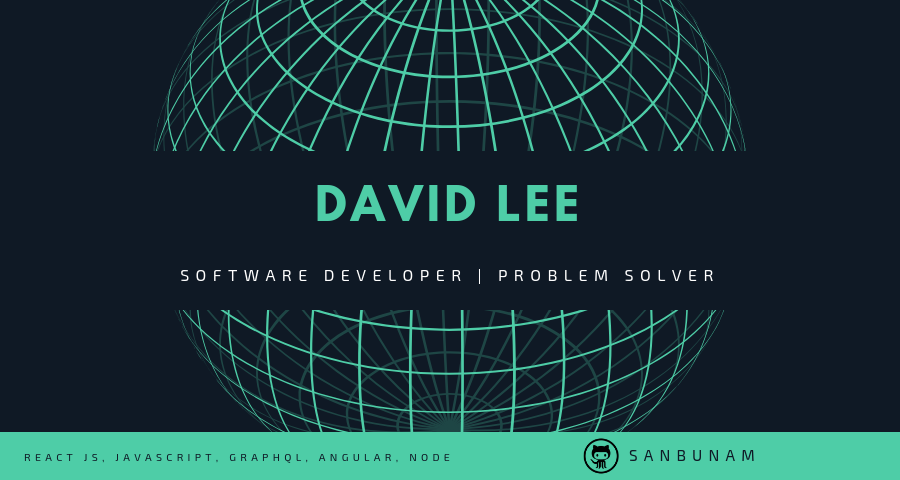 DAVID LEE
SOFTWARE DEVELOPER | PROBLEM SOLVER
REACT JS, JAVASCRIPT, GRAPHQL, ANGULAR, NODE
SANBUNAM